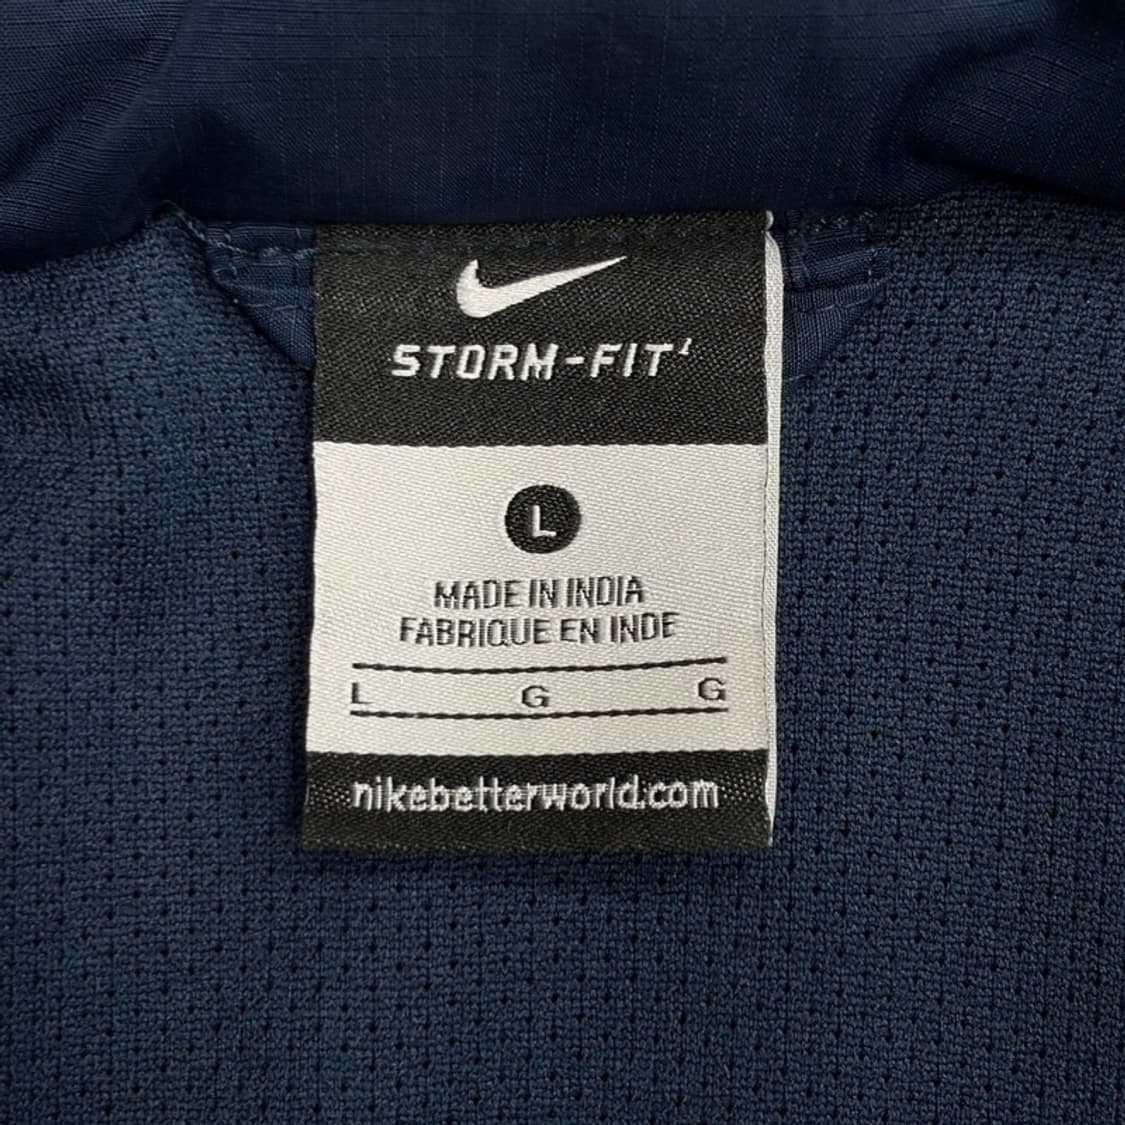 STORM-FIT
L
MADE IN INDIA
FABRIQUE EN INDE
L G G
nikebetterworld.com